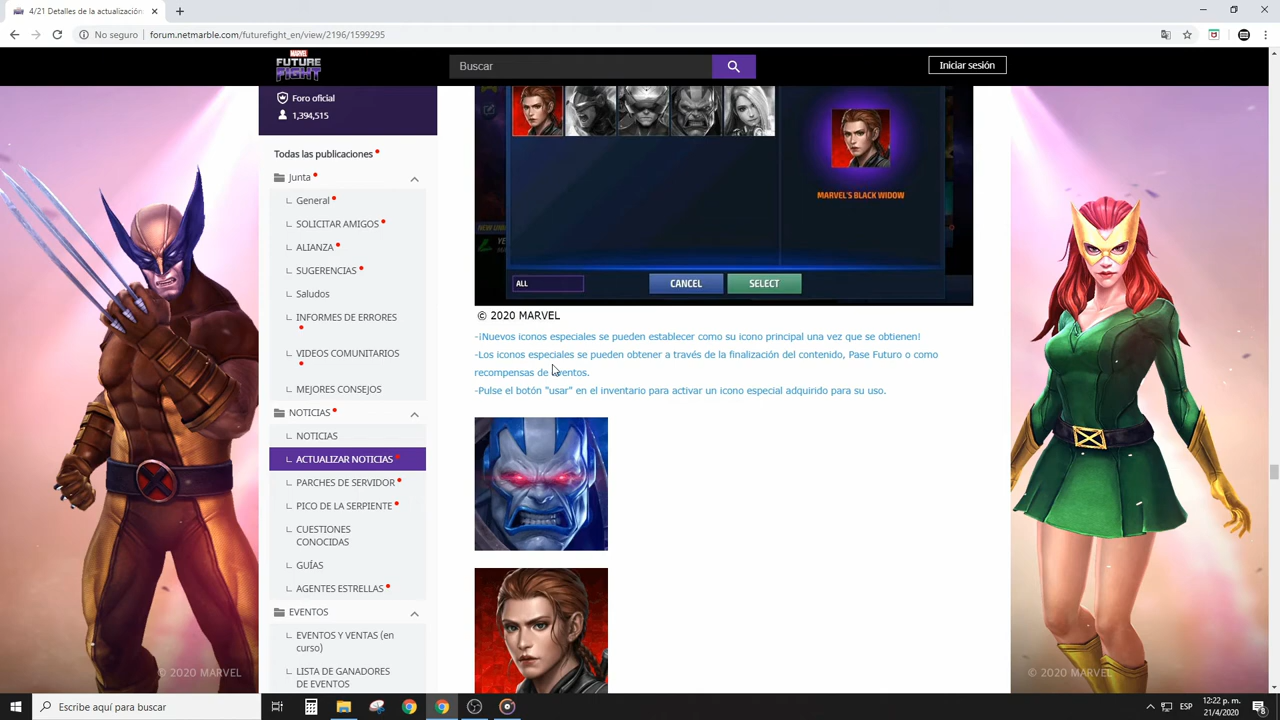 4/21 Detalles de la actualización
No seguro
forum.netmarble.com/futurefight_en/view/2196/1599295
MARVEL
FUTURE
FIGHT
Buscar
Iniciar sesión
Foro oficial
1,394,515
Todas las publicaciones
Junta
General
SOLICITAR AMIGOS
ALIANZA
SUGERENCIAS
Saludos
INFORMES DE ERRORES
VIDEOS COMUNITARIOS
MEJORES CONSEJOS
NOTICIAS
NOTICIAS
ACTUALIZAR NOTICIAS
PARCHES DE SERVIDOR
PICO DE LA SERPIENTE
CUESTIONES
CONOCIDAS
GUÍAS
AGENTES ESTRELLAS
EVENTOS
EVENTOS Y VENTAS (en
curso)
LISTA DE GANADORES
DE EVENTOS
MARVEL'S BLACK WIDOW
ALL
CANCEL
SELECT
© 2020 MARVEL
-¡Nuevos iconos especiales se pueden establecer como su icono principal una vez que se obtienen!
-Los iconos especiales se pueden obtener a través de la finalización del contenido, Pase Futuro o como
recompensas de eventos.
-Pulse el botón "usar" en el inventario para activar un icono especial adquirido para su uso.
© 2020 MARVEL
© 2020 MARVEL
Escribe aquí para buscar
ESP
12:22 p. m.
21/4/2020
8